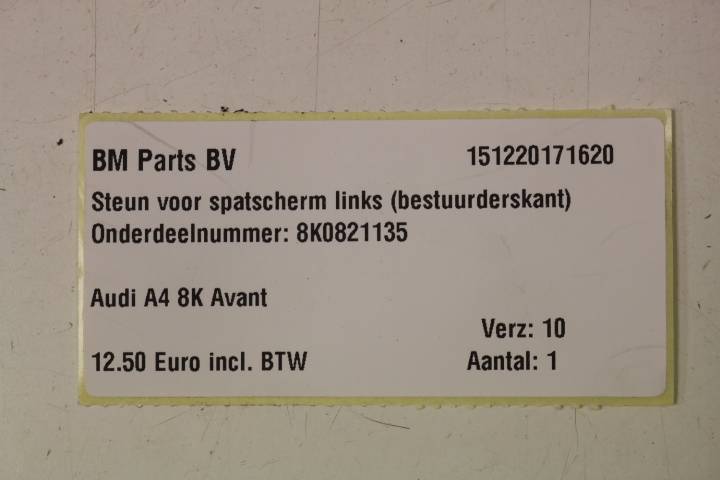 BM Parts BV 151220171620
Steun voor spatscherm links (bestuurderskant)
Onderdeelnummer: 8K0821135
Audi A4 8K Avant
Verz: 10
12.50 Euro incl. BTW Aantal: 1